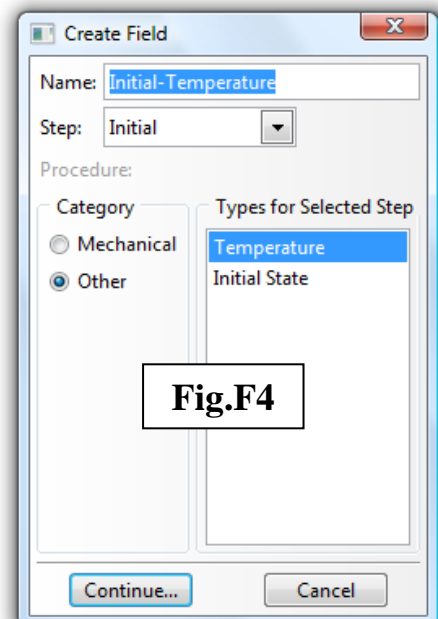 Create Field
Name: Initial-Temperature
Step: Initial
Procedure:
Category
Mechanical
Other
Types for Selected Step
Temperature
Initial State
Fig.F4
Continue... Cancel